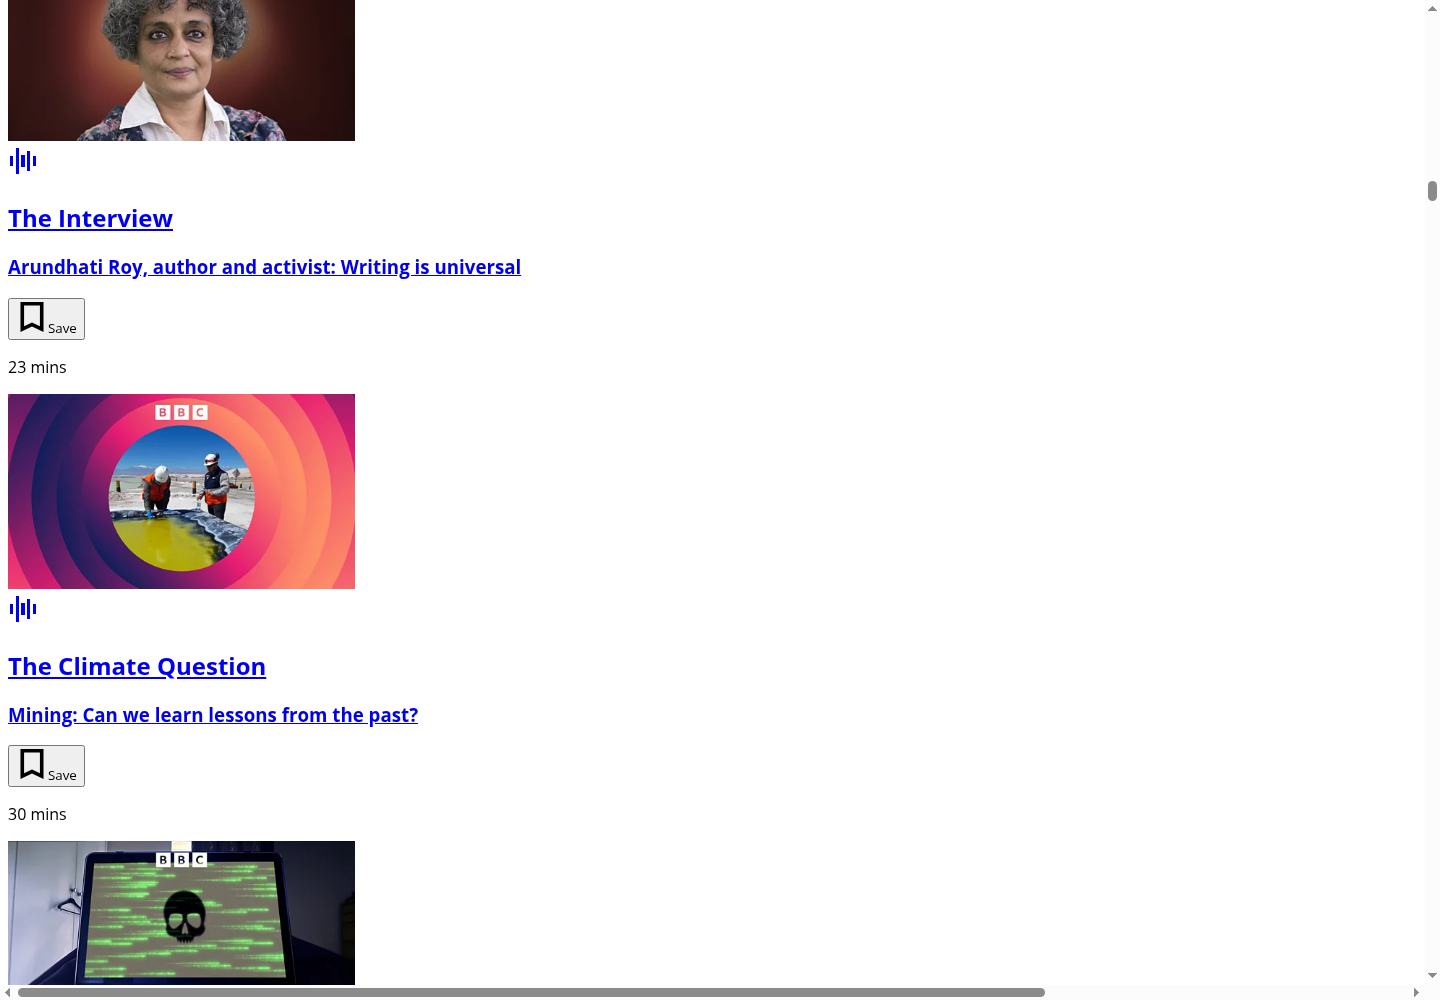 The Interview
Arundhati Roy, author and activist: Writing is universal
Save
23 mins
BBC
The Climate Question
Mining: Can we learn lessons from the past?
Save
30 mins
BBC